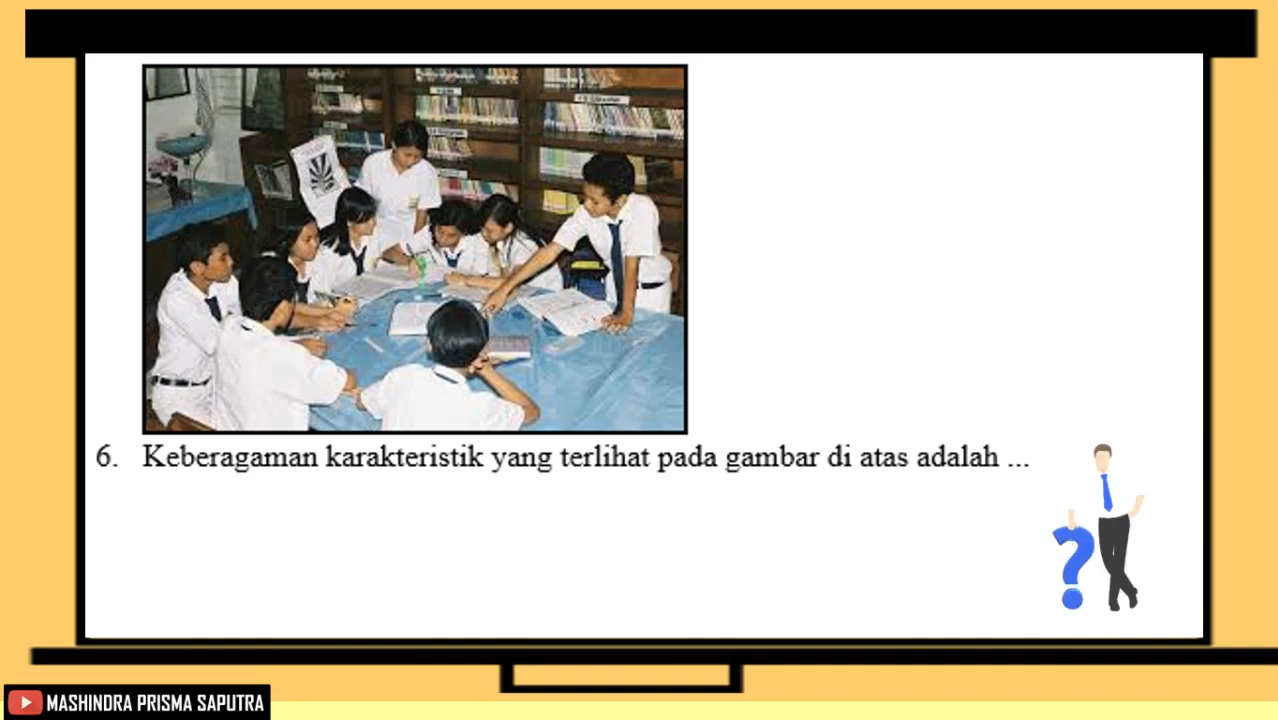 6. Keberagaman karakteristik yang terlihat pada gambar di atas adalah ...
MASHINDRA PRISMA SAPUTRA